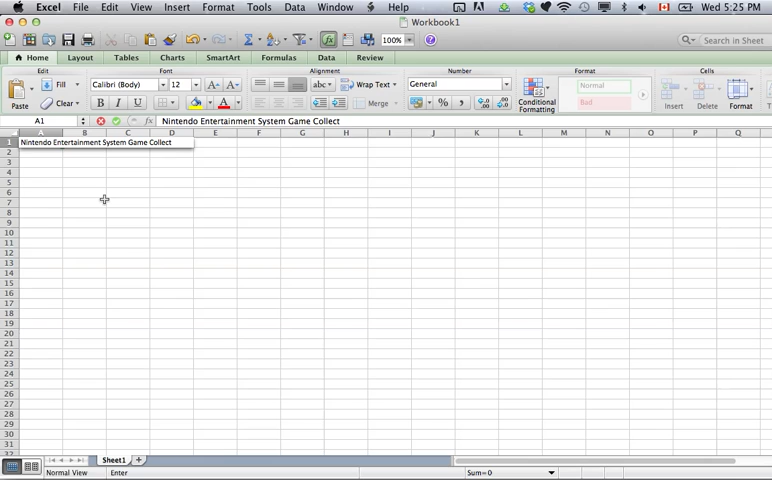 Excel File Edit View Insert Format Tools Data Window Help Wed 5:25 PM
Workbook1
100% Search in Sheet
Home Layout Tables Charts SmartArt Formulas Data Review
Edit Font Alignment Number Format Cells
Fill Calibri (Body) 12 A A abc Wrap Text General Normal
Paste Clear B I U A Merge % , Conditional Formatting Bad Insert Delete Format
A1 fx Nintendo Entertainment System Game Collect
A B C D E F G H I J K L M N O P Q
1 Nintendo Entertainment System Game Collect
2
3
4
5
6
7
8
9
10
11
12
13
14
15
16
17
18
19
20
21
22
23
24
25
26
27
28
29
30
31
32
Sheet1
Normal View Enter Sum=0